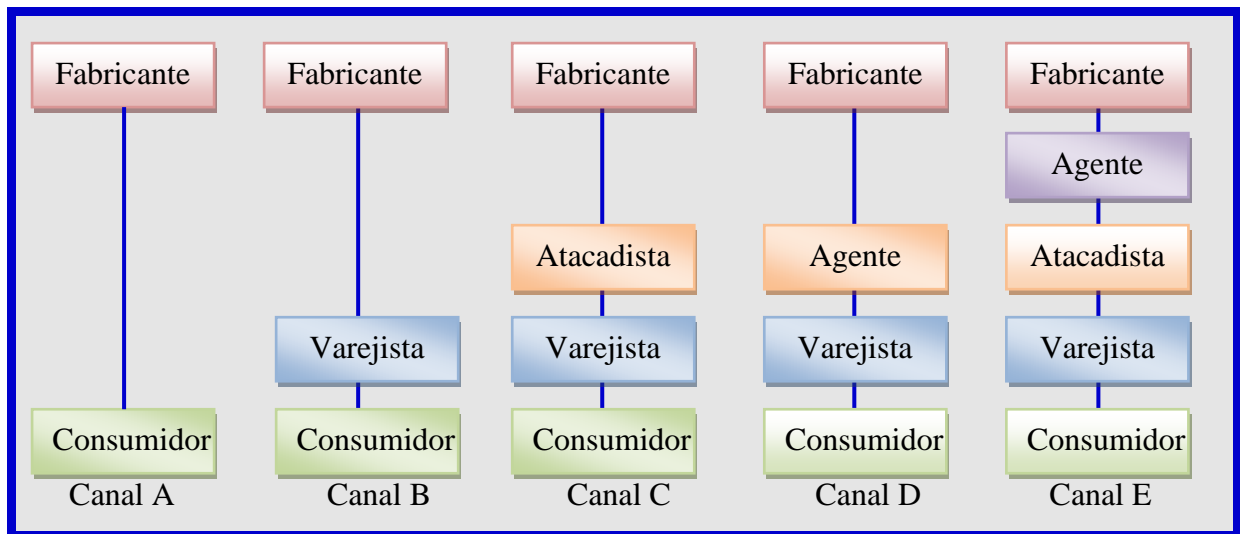 Fabricante
Fabricante
Fabricante
Fabricante
Fabricante
Agente
Atacadista
Agente
Atacadista
Varejista
Varejista
Varejista
Varejista
Consumidor
Consumidor
Consumidor
Consumidor
Consumidor
Canal A
Canal B
Canal C
Canal D
Canal E